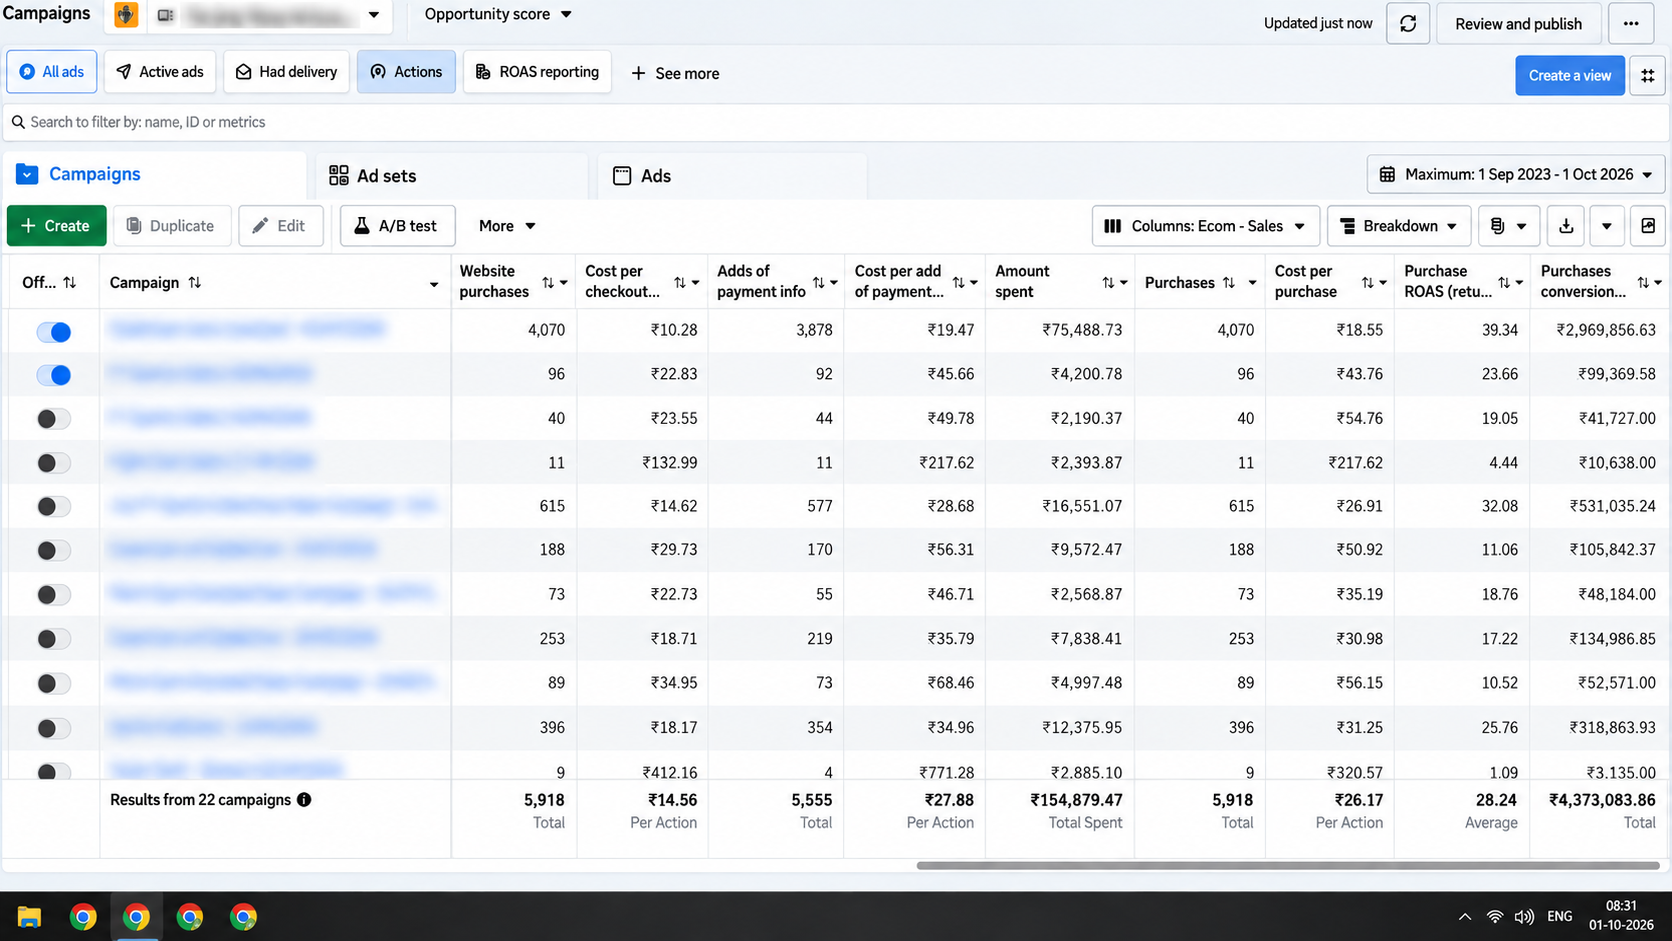 Campaigns
Opportunity score
Updated just now
Review and publish
All ads
Active ads
Had delivery
Actions
ROAS reporting
+ See more
Create a view
Search to filter by: name, ID or metrics
Campaigns
Ad sets
Ads
Maximum: 1 Sep 2023 - 1 Oct 2026
+ Create
Duplicate
Edit
A/B test
More
Columns: Ecom - Sales
Breakdown
Off... Campaign Website purchases Cost per checkout... Adds of payment info Cost per add of payment... Amount spent Purchases Cost per purchase Purchase ROAS (retu... Purchases conversion...
4,070 ₹10.28 3,878 ₹19.47 ₹75,488.73 4,070 ₹18.55 39.34 ₹2,969,856.63
96 ₹22.83 92 ₹45.66 ₹4,200.78 96 ₹43.76 23.66 ₹99,369.58
40 ₹23.55 44 ₹49.78 ₹2,190.37 40 ₹54.76 19.05 ₹41,727.00
11 ₹132.99 11 ₹217.62 ₹2,393.87 11 ₹217.62 4.44 ₹10,638.00
615 ₹14.62 577 ₹28.68 ₹16,551.07 615 ₹26.91 32.08 ₹531,035.24
188 ₹29.73 170 ₹56.31 ₹9,572.47 188 ₹50.92 11.06 ₹105,842.37
73 ₹22.73 55 ₹46.71 ₹2,568.87 73 ₹35.19 18.76 ₹48,184.00
253 ₹18.71 219 ₹35.79 ₹7,838.41 253 ₹30.98 17.22 ₹134,986.85
89 ₹34.95 73 ₹68.46 ₹4,997.48 89 ₹56.15 10.52 ₹52,571.00
396 ₹18.17 354 ₹34.96 ₹12,375.95 396 ₹31.25 25.76 ₹318,863.93
9 ₹412.16 4 ₹771.28 ₹2,885.10 9 ₹320.57 1.09 ₹3,135.00
Results from 22 campaigns 5,918 ₹14.56 5,555 ₹27.88 ₹154,879.47 5,918 ₹26.17 28.24 ₹4,373,083.86
Total Per Action Total Per Action Total Spent Total Per Action Average Total
ENG
08:31
01-10-2026